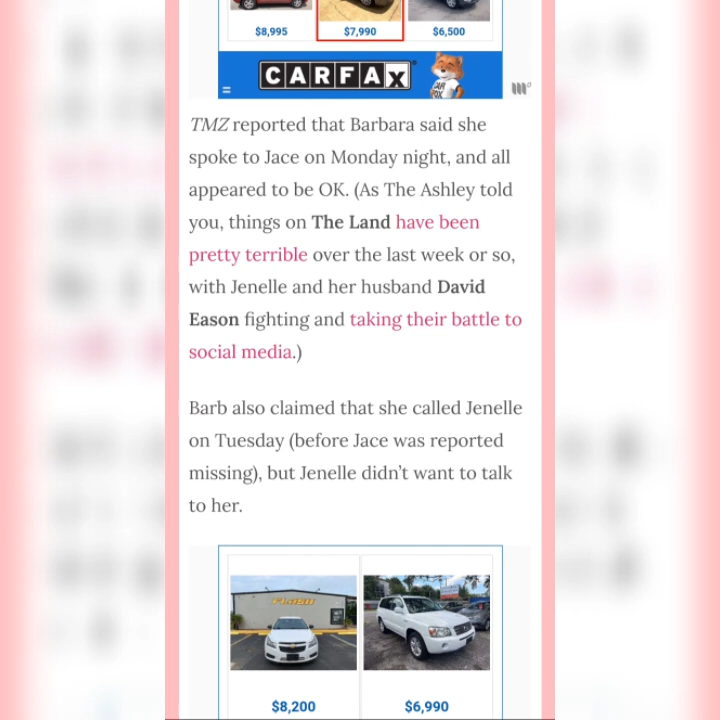 $8,995 $7,990 $6,500
CARFAX
CAR
FOX
TMZ reported that Barbara said she
spoke to Jace on Monday night, and all
appeared to be OK. (As The Ashley told
you, things on The Land have been
pretty terrible over the last week or so,
with Jenelle and her husband David
Eason fighting and taking their battle to
social media.)
Barb also claimed that she called Jenelle
on Tuesday (before Jace was reported
missing), but Jenelle didn’t want to talk
to her.
FLASH
$8,200 $6,990